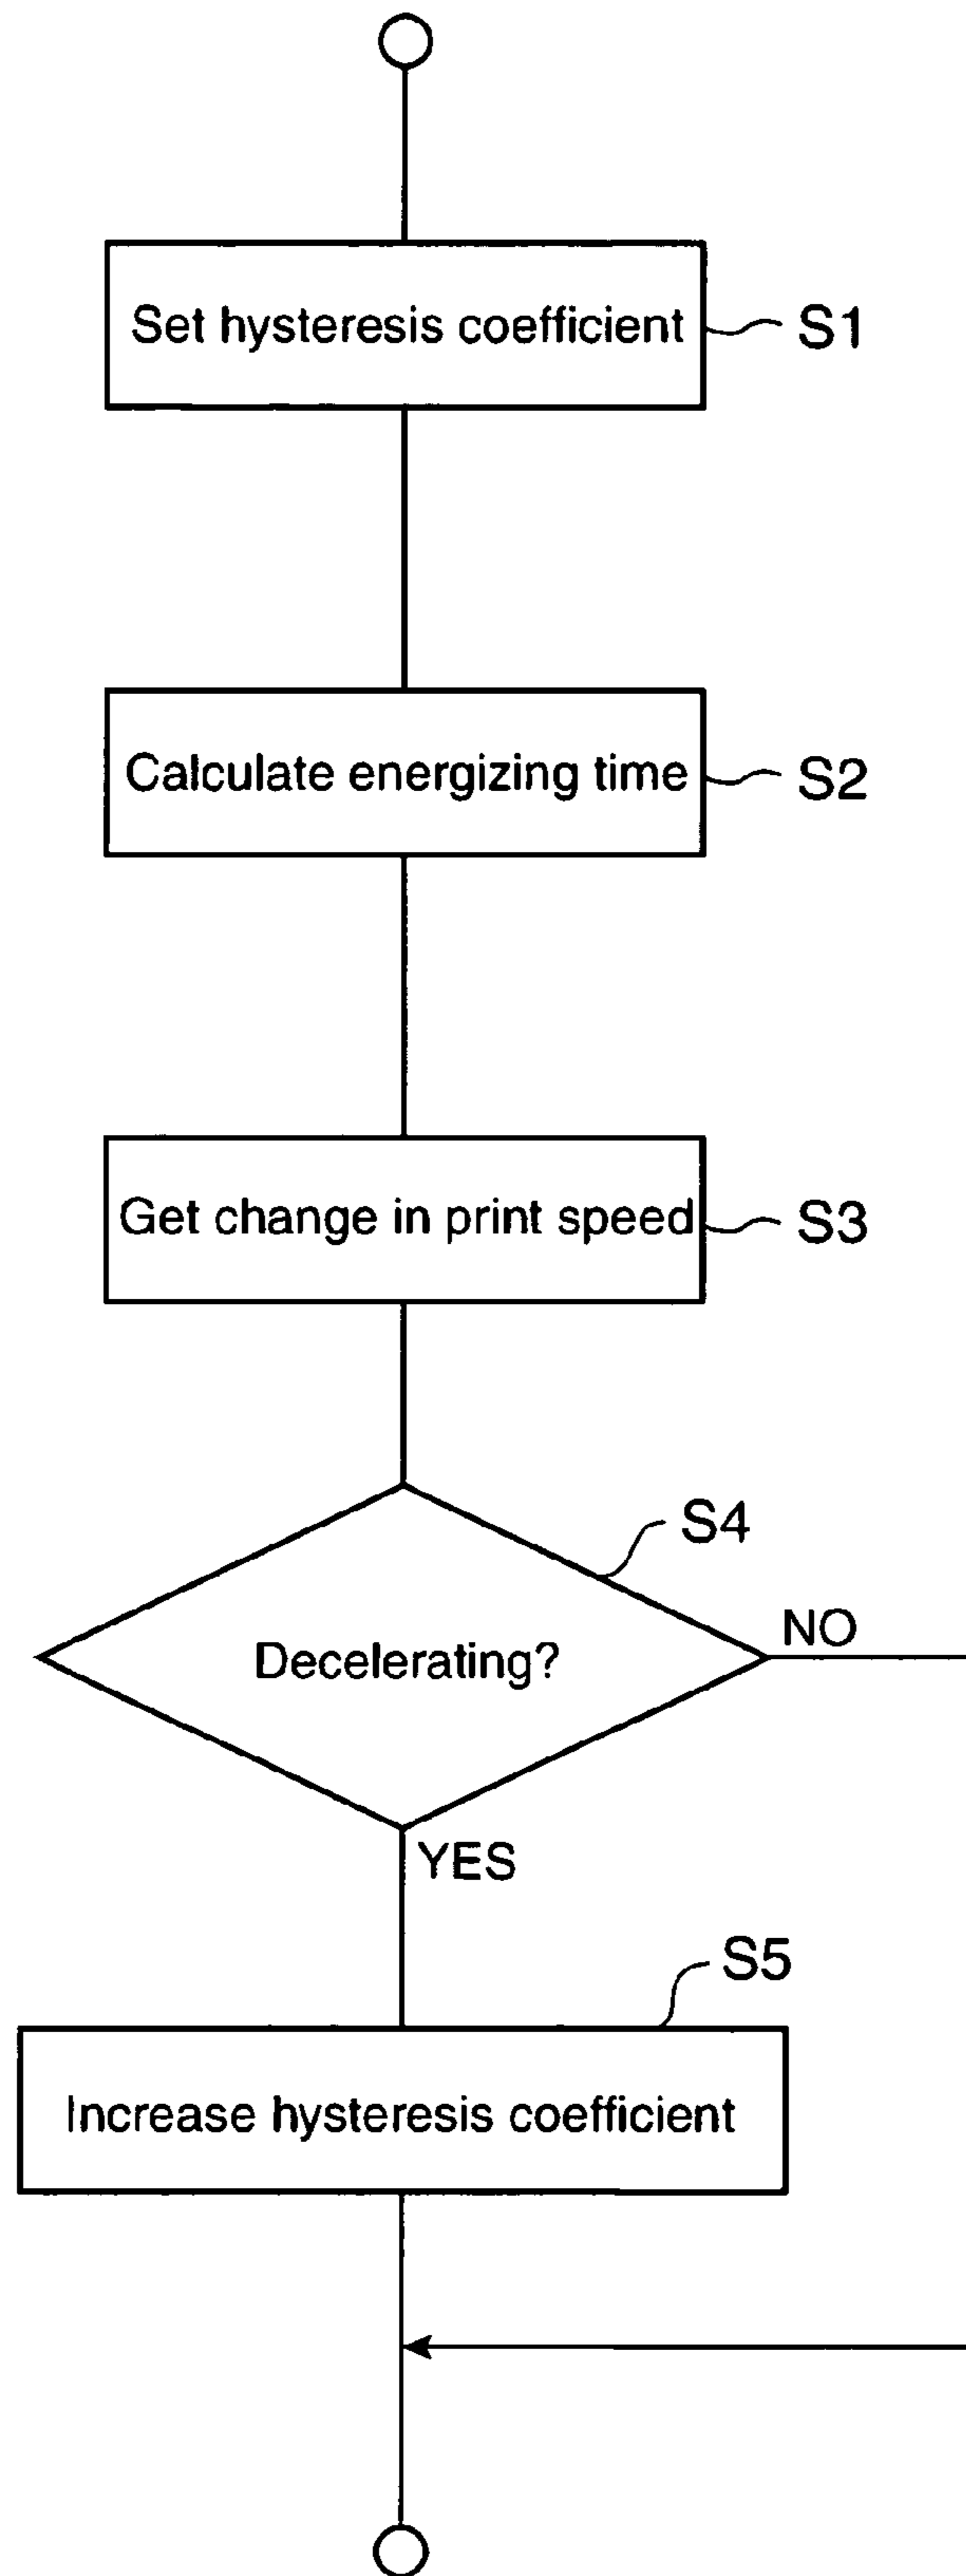 Set hysteresis coefficient
S1
Calculate energizing time
S2
Get change in print speed
S3
S4
Decelerating?
NO
YES
S5
Increase hysteresis coefficient